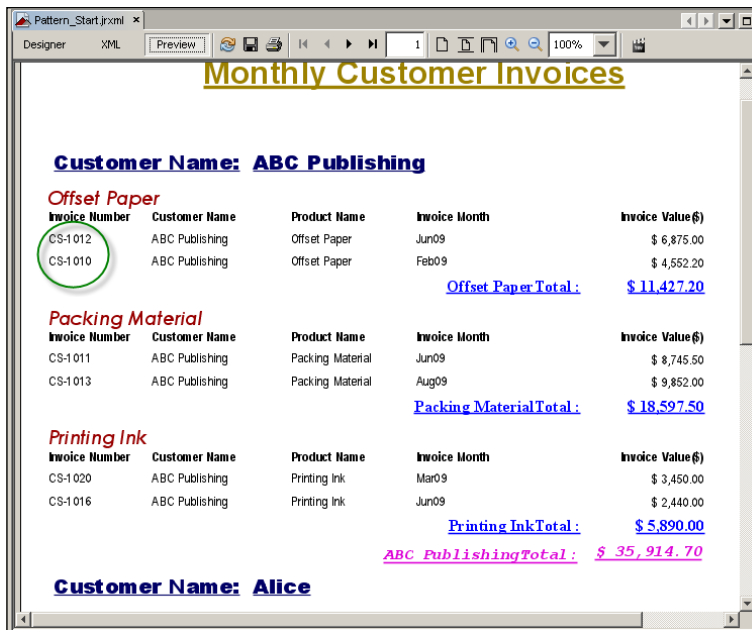 Pattern_Start.jrxml
Designer XML Preview 1 100%
Monthly Customer Invoices
Customer Name: ABC Publishing
Offset Paper
Invoice Number Customer Name Product Name Invoice Month Invoice Value($)
CS-1012 ABC Publishing Offset Paper Jun09 $ 6,875.00
CS-1010 ABC Publishing Offset Paper Feb09 $ 4,552.20
Offset PaperTotal : $ 11,427.20
Packing Material
Invoice Number Customer Name Product Name Invoice Month Invoice Value($)
CS-1011 ABC Publishing Packing Material Jun09 $ 8,745.50
CS-1013 ABC Publishing Packing Material Aug09 $ 9,852.00
Packing MaterialTotal : $ 18,597.50
Printing Ink
Invoice Number Customer Name Product Name Invoice Month Invoice Value($)
CS-1020 ABC Publishing Printing Ink Mar09 $ 3,450.00
CS-1016 ABC Publishing Printing Ink Jun09 $ 2,440.00
Printing InkTotal : $ 5,890.00
ABC PublishingTotal: $ 35,914.70
Customer Name: Alice